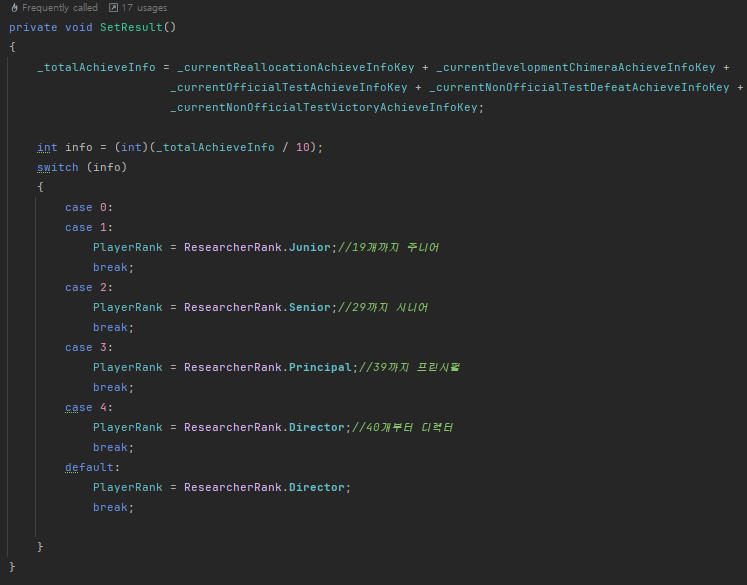 Frequently called 17 usages
private void SetResult()
{
_totalAchieveInfo = _currentReallocationAchieveInfoKey + _currentDevelopmentChimeraAchieveInfoKey +
_currentOfficialTestAchieveInfoKey + _currentNonOfficialTestDefeatAchieveInfoKey +
_currentNonOfficialTestVictoryAchieveInfoKey;
int info = (int)(_totalAchieveInfo / 10);
switch (info)
{
case 0:
case 1:
PlayerRank = ResearcherRank.Junior;//19개까지 주니어
break;
case 2:
PlayerRank = ResearcherRank.Senior;//29까지 시니어
break;
case 3:
PlayerRank = ResearcherRank.Principal;//39까지 프린시펄
break;
case 4:
PlayerRank = ResearcherRank.Director;//40개부터 디렉터
break;
default:
PlayerRank = ResearcherRank.Director;
break;
}
}